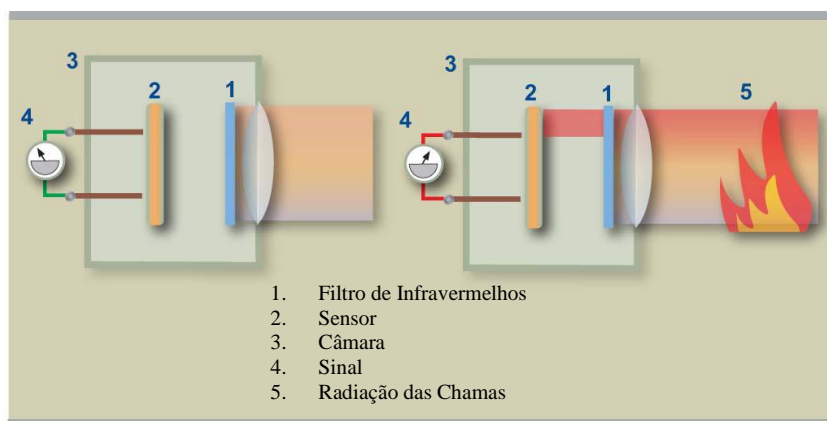 3
2
1
4
3
2
1
5
4
1. Filtro de Infravermelhos
2. Sensor
3. Câmara
4. Sinal
5. Radiação das Chamas